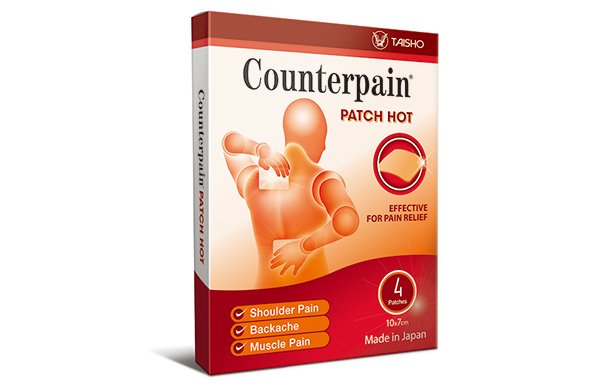 TAISHO
Counterpain®
PATCH HOT
EFFECTIVE
FOR PAIN RELIEF
Shoulder Pain
Backache
Muscle Pain
4
Patches
10x7cm
Made in Japan
Counterpain PATCH HOT